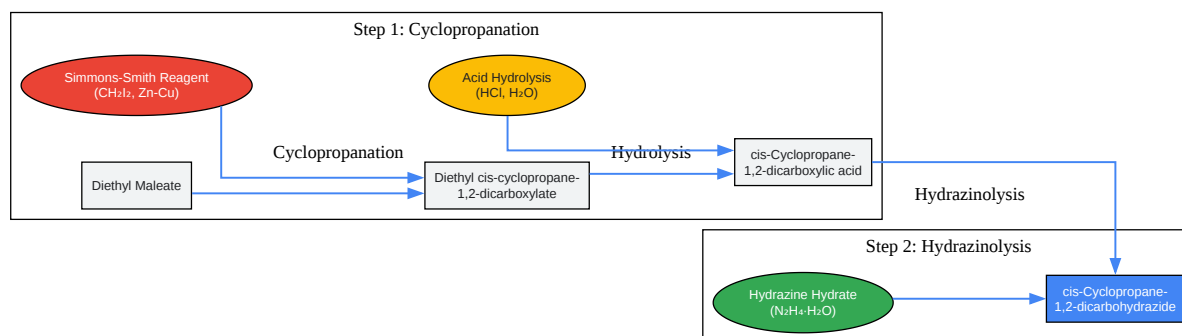 Step 1: Cyclopropanation
Simmons-Smith Reagent
(CH₂I₂, Zn-Cu)
Acid Hydrolysis
(HCl, H₂O)
Cyclopropanation
Hydrolysis
cis-Cyclopropane-
1,2-dicarboxylic acid
Diethyl Maleate
Diethyl cis-cyclopropane-
1,2-dicarboxylate
Hydrazinolysis
Step 2: Hydrazinolysis
Hydrazine Hydrate
(N₂H₄·H₂O)
cis-Cyclopropane-
1,2-dicarbohydrazide